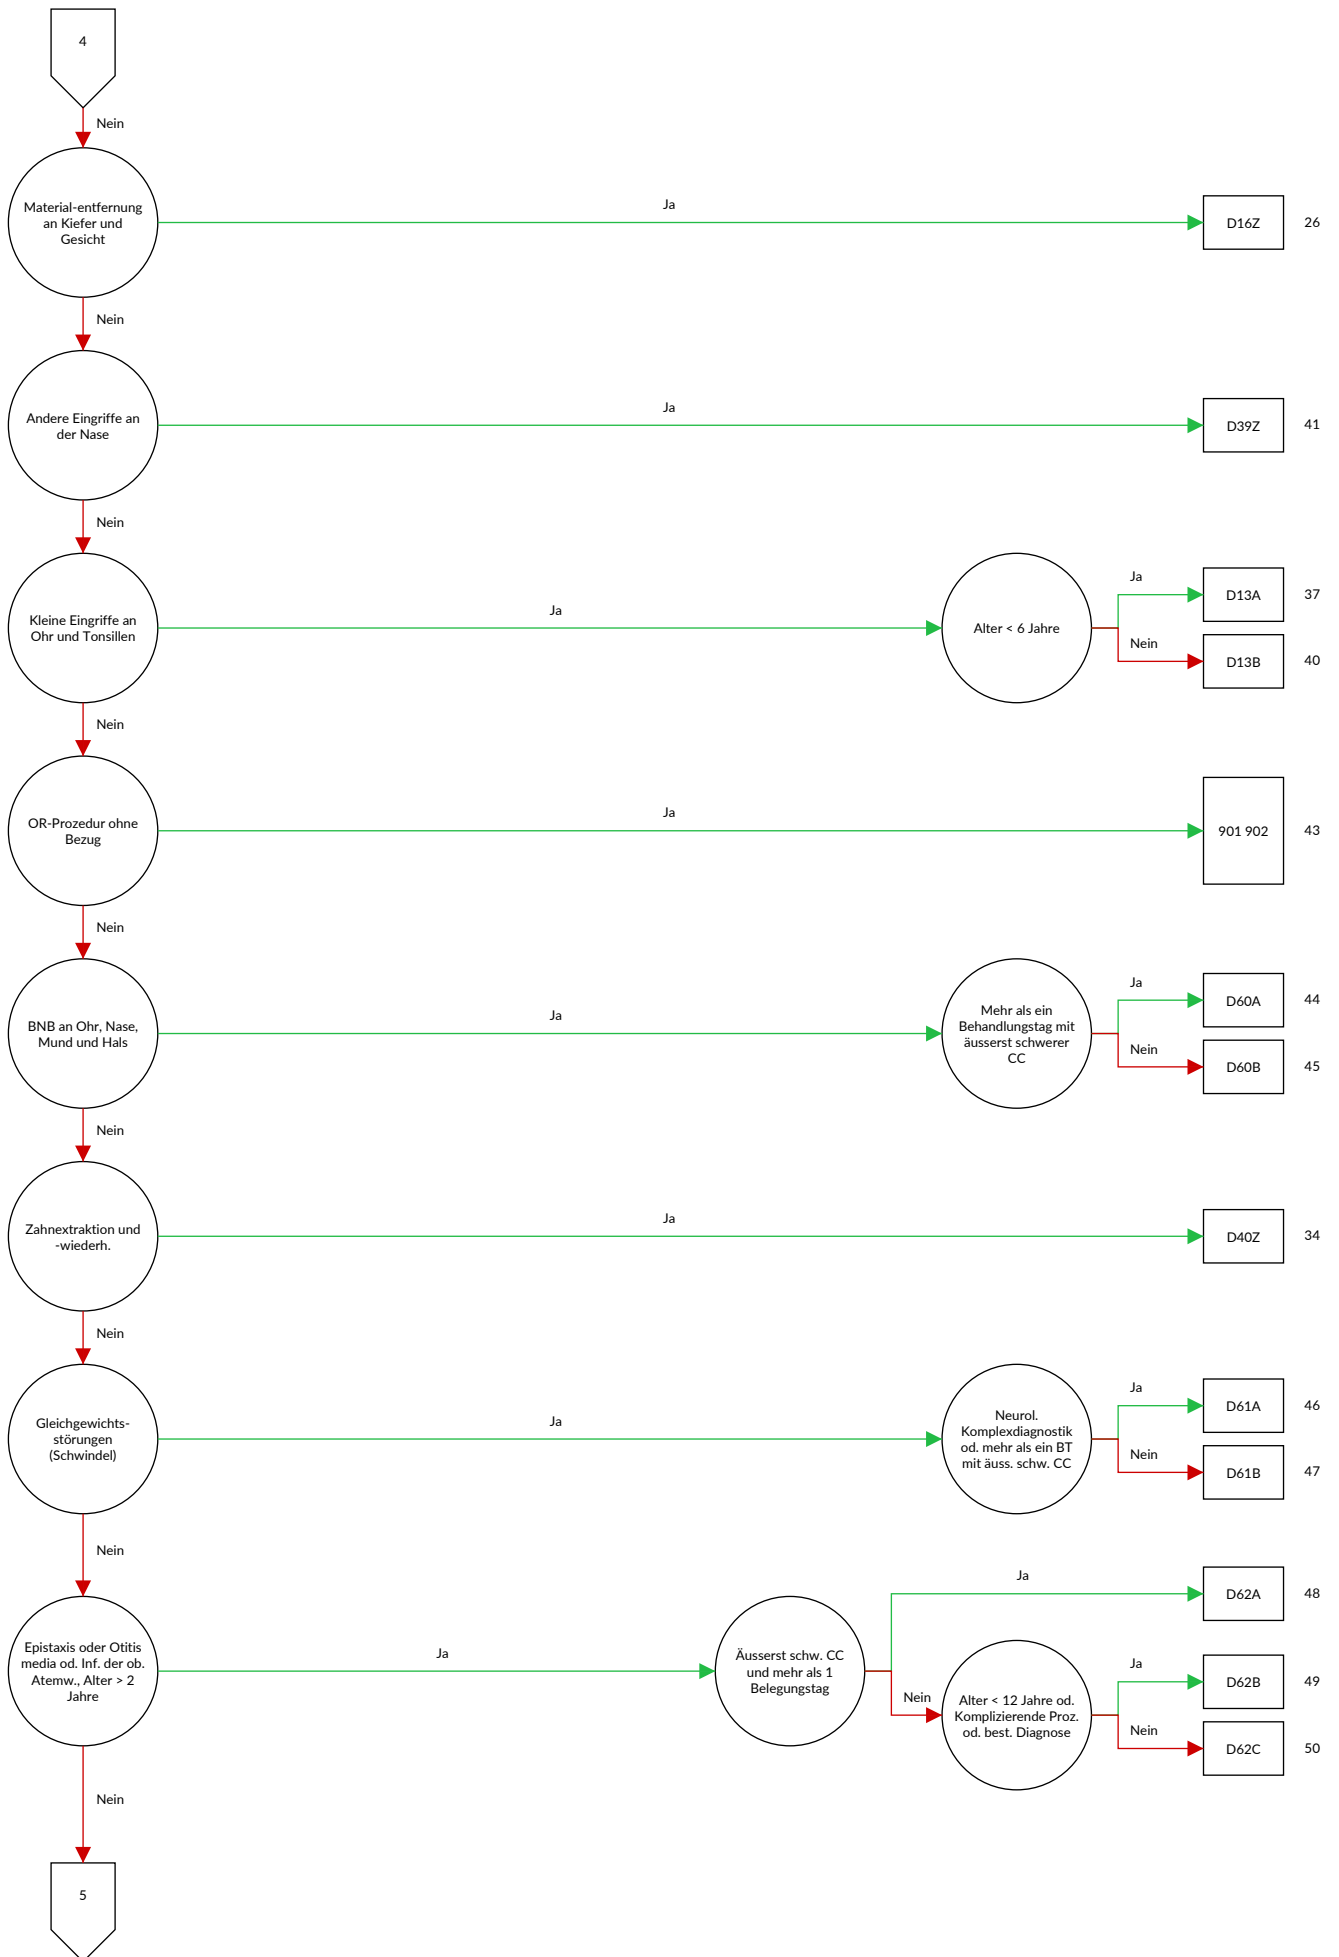 4
Nein
Material-entfernung
an Kiefer und
Gesicht
Ja
D16Z
26
Nein
Andere Eingriffe an
der Nase
Ja
D39Z
41
Nein
Kleine Eingriffe an
Ohr und Tonsillen
Ja
Alter < 6 Jahre
Ja
D13A
37
Nein
D13B
40
Nein
OR-Prozedur ohne
Bezug
Ja
901 902
43
Nein
BNB an Ohr, Nase,
Mund und Hals
Ja
Mehr als ein
Behandlungstag mit
äusserst schwerer
CC
Ja
D60A
44
Nein
D60B
45
Nein
Zahnextraktion und
-wiederh.
Ja
D40Z
34
Nein
Gleichgewichts-
störungen
(Schwindel)
Ja
Neurol.
Komplexdiagnostik
od. mehr als ein BT
mit äuss. schw. CC
Ja
D61A
46
Nein
D61B
47
Nein
Epistaxis oder Otitis
media od. Inf. der ob.
Atemw., Alter > 2
Jahre
Ja
Äusserst schw. CC
und mehr als 1
Belegungstag
Ja
D62A
48
Nein
Alter < 12 Jahre od.
Komplizierende Proz.
od. best. Diagnose
Ja
D62B
49
Nein
D62C
50
Nein
5